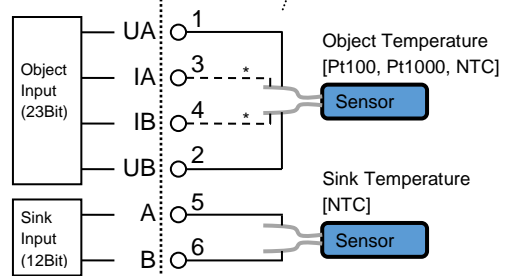 UA 1
Object Temperature
[Pt100, Pt1000, NTC]
Object
Input
(23Bit)
IA 3 *
Sensor
IB 4 *
UB 2
Sink Temperature
[NTC]
Sink
Input
(12Bit)
A 5
Sensor
B 6